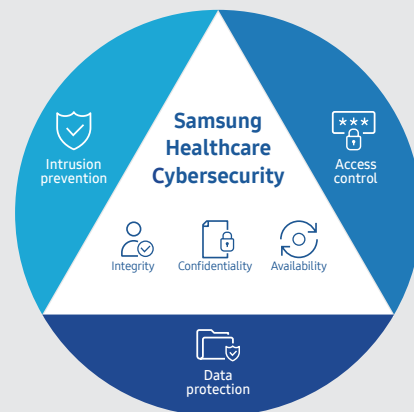 Samsung
Healthcare
Cybersecurity
Intrusion
prevention
***
Access
control
Integrity
Confidentiality
Availability
Data
protection